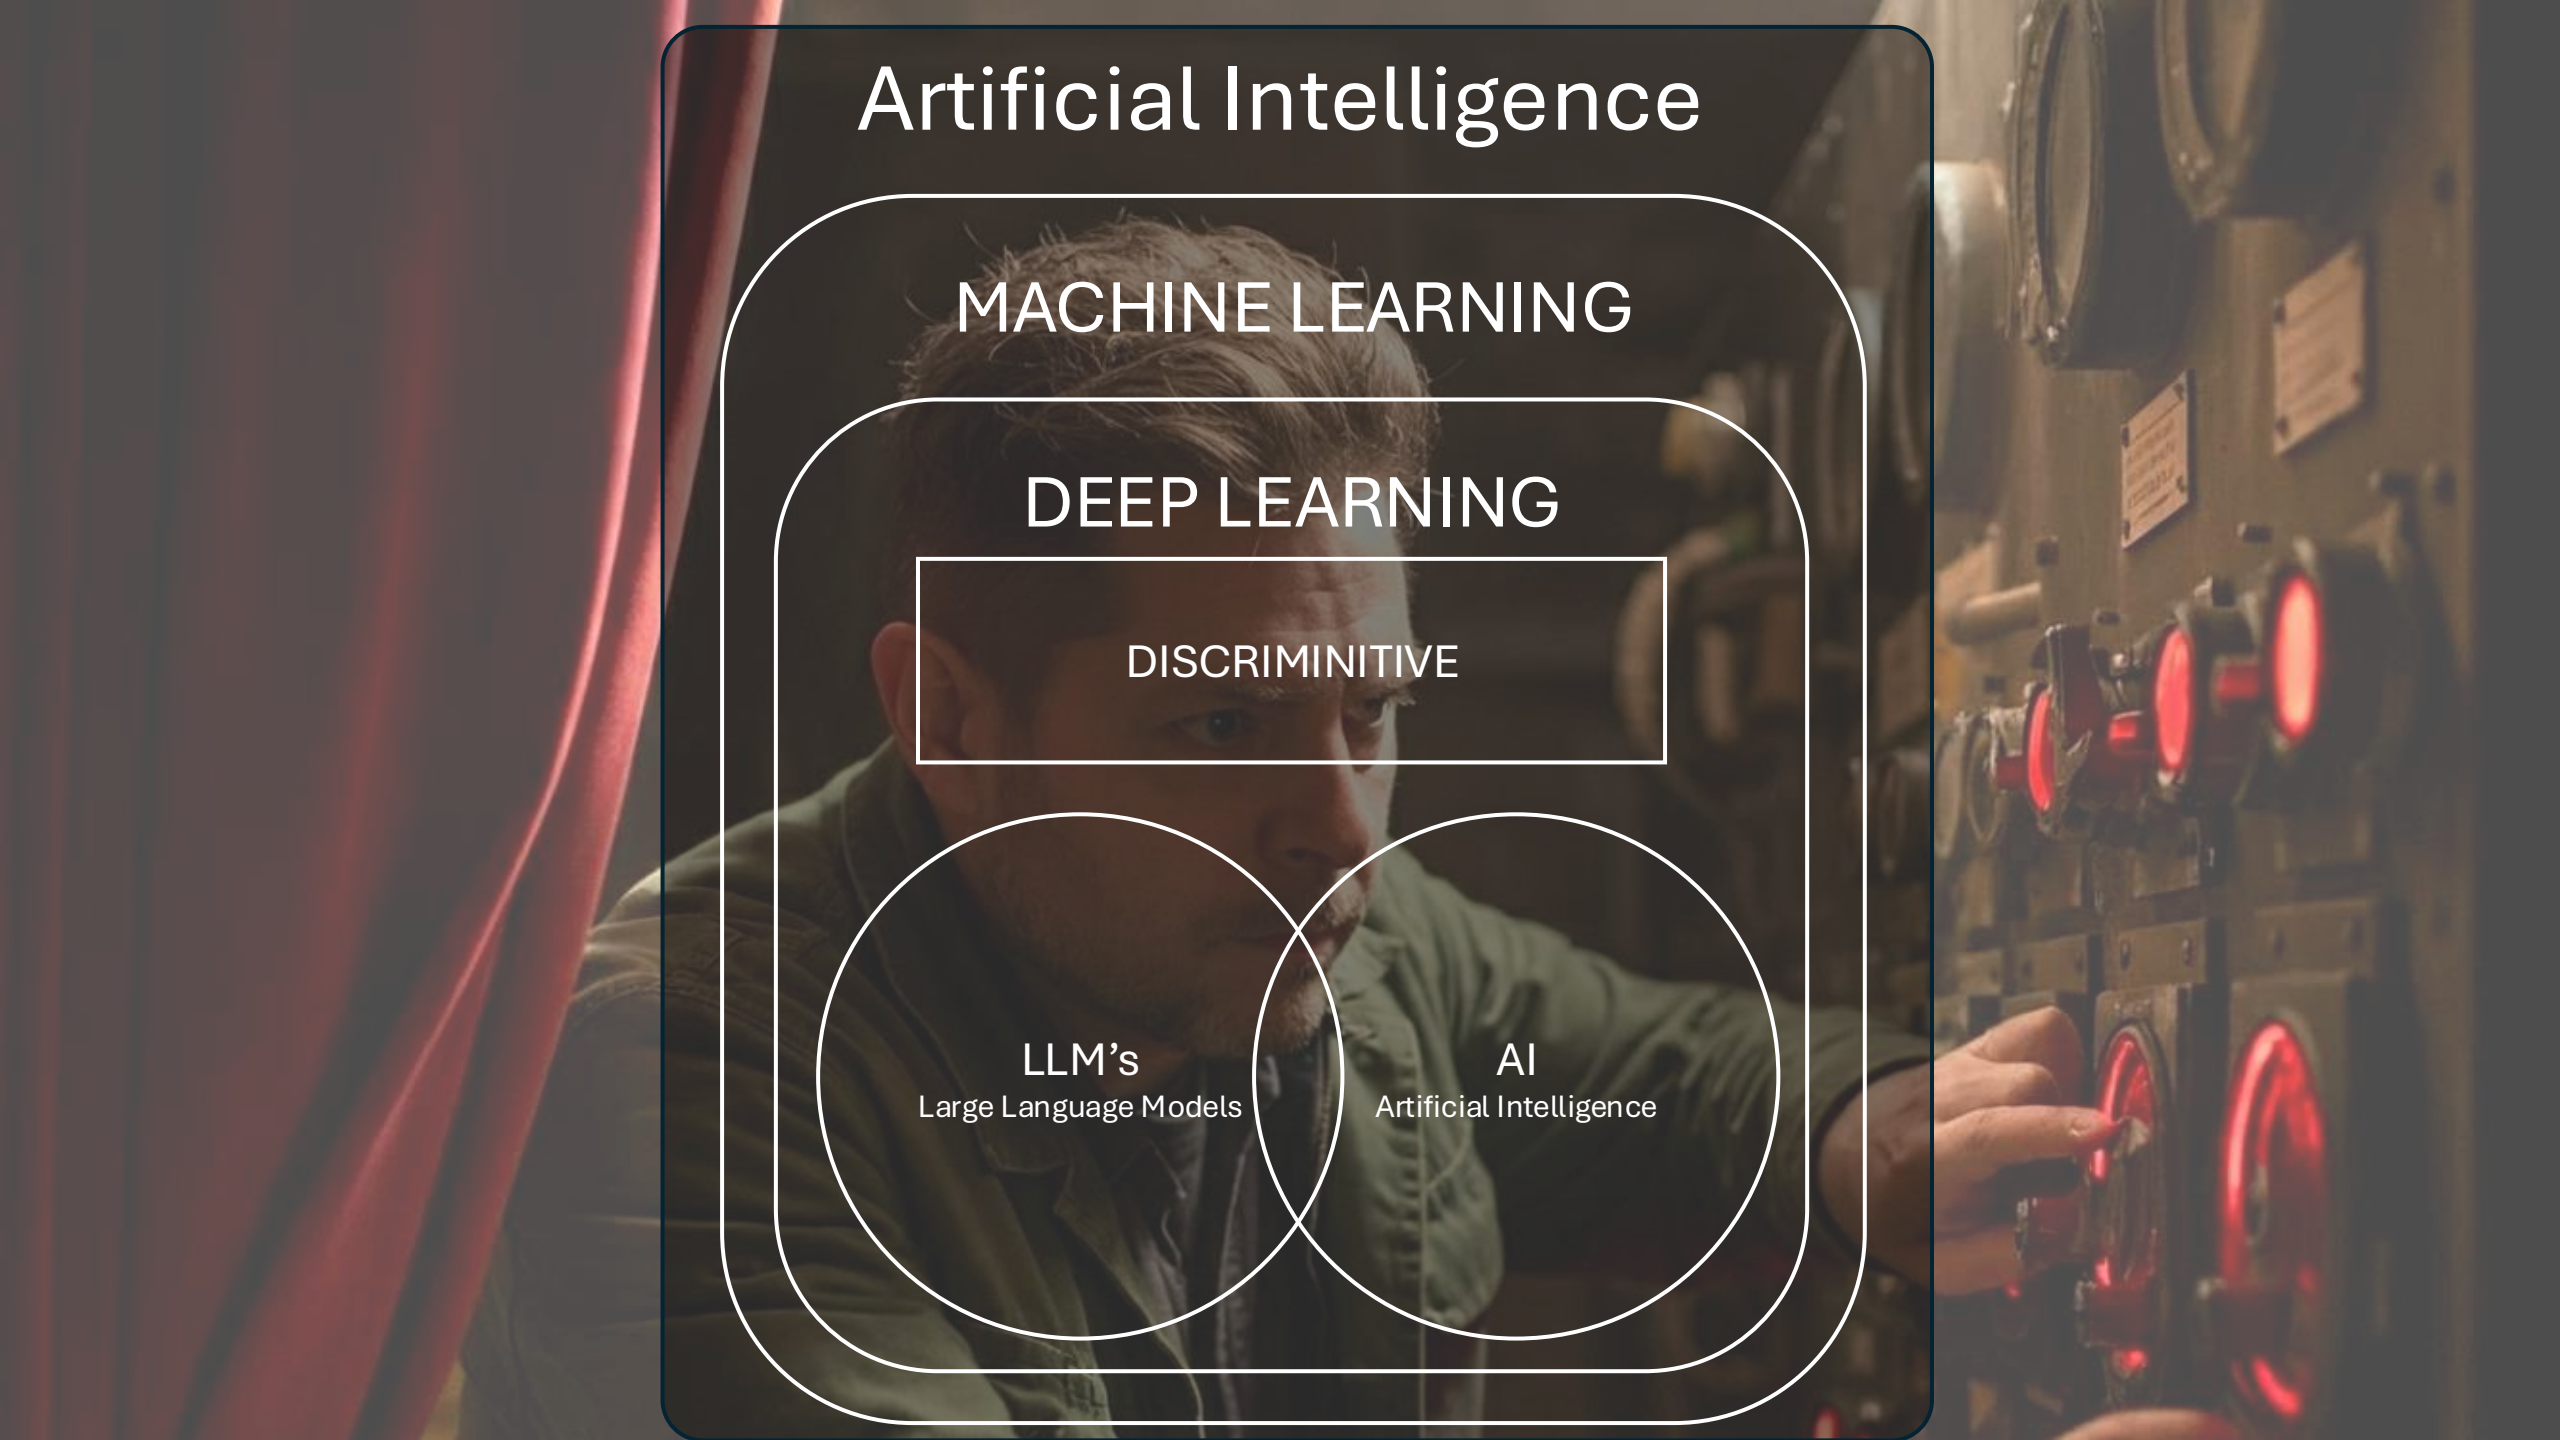 Artificial Intelligence
MACHINE LEARNING
DEEP LEARNING
DISCRIMINITIVE
LLM’s
Large Language Models
AI
Artificial Intelligence